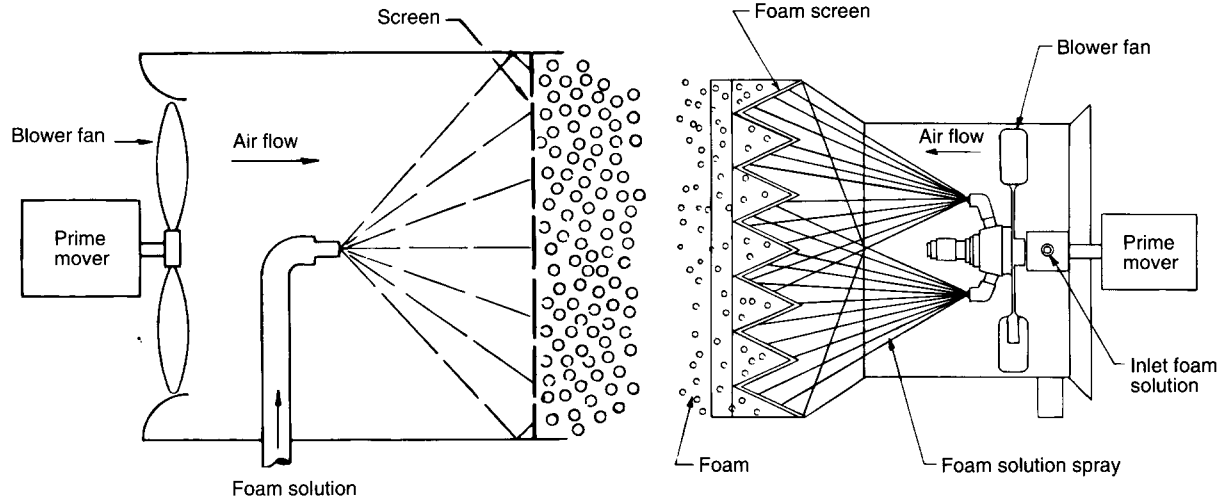 Screen
Blower fan
Air flow
Prime
mover
Foam solution
Foam screen
Blower fan
Air flow
Prime
mover
Inlet foam
solution
Foam
Foam solution spray